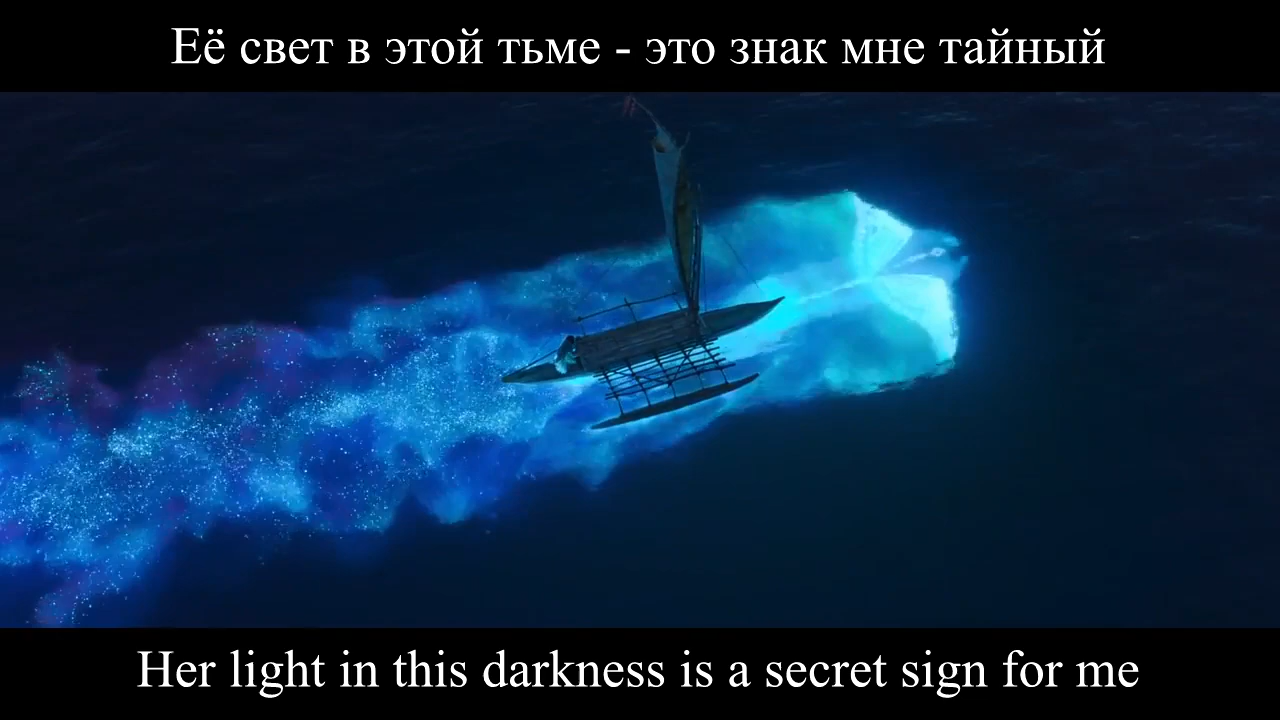 Её свет в этой тьме - это знак мне тайный
Her light in this darkness is a secret sign for me